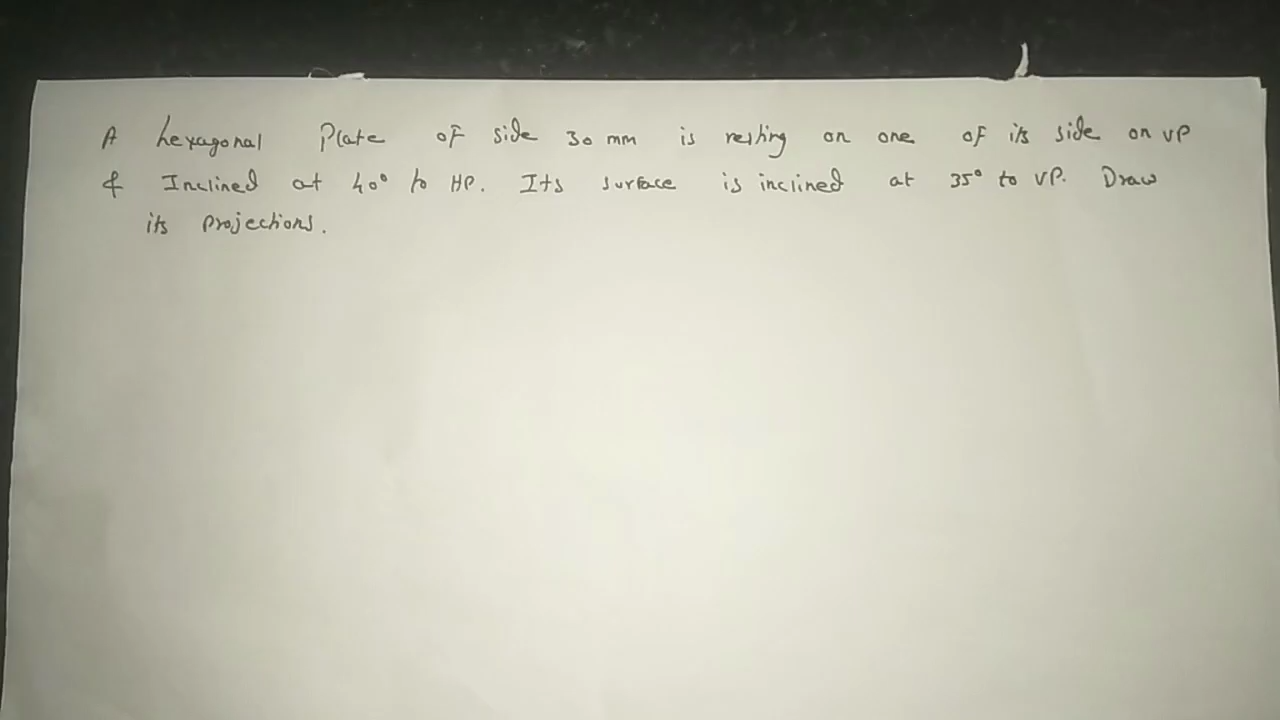 A hexagonal Plate of side 30 mm is resting on one of its side on VP
& Inclined at 40° to HP. Its surface is inclined at 35° to VP. Draw
its projections.